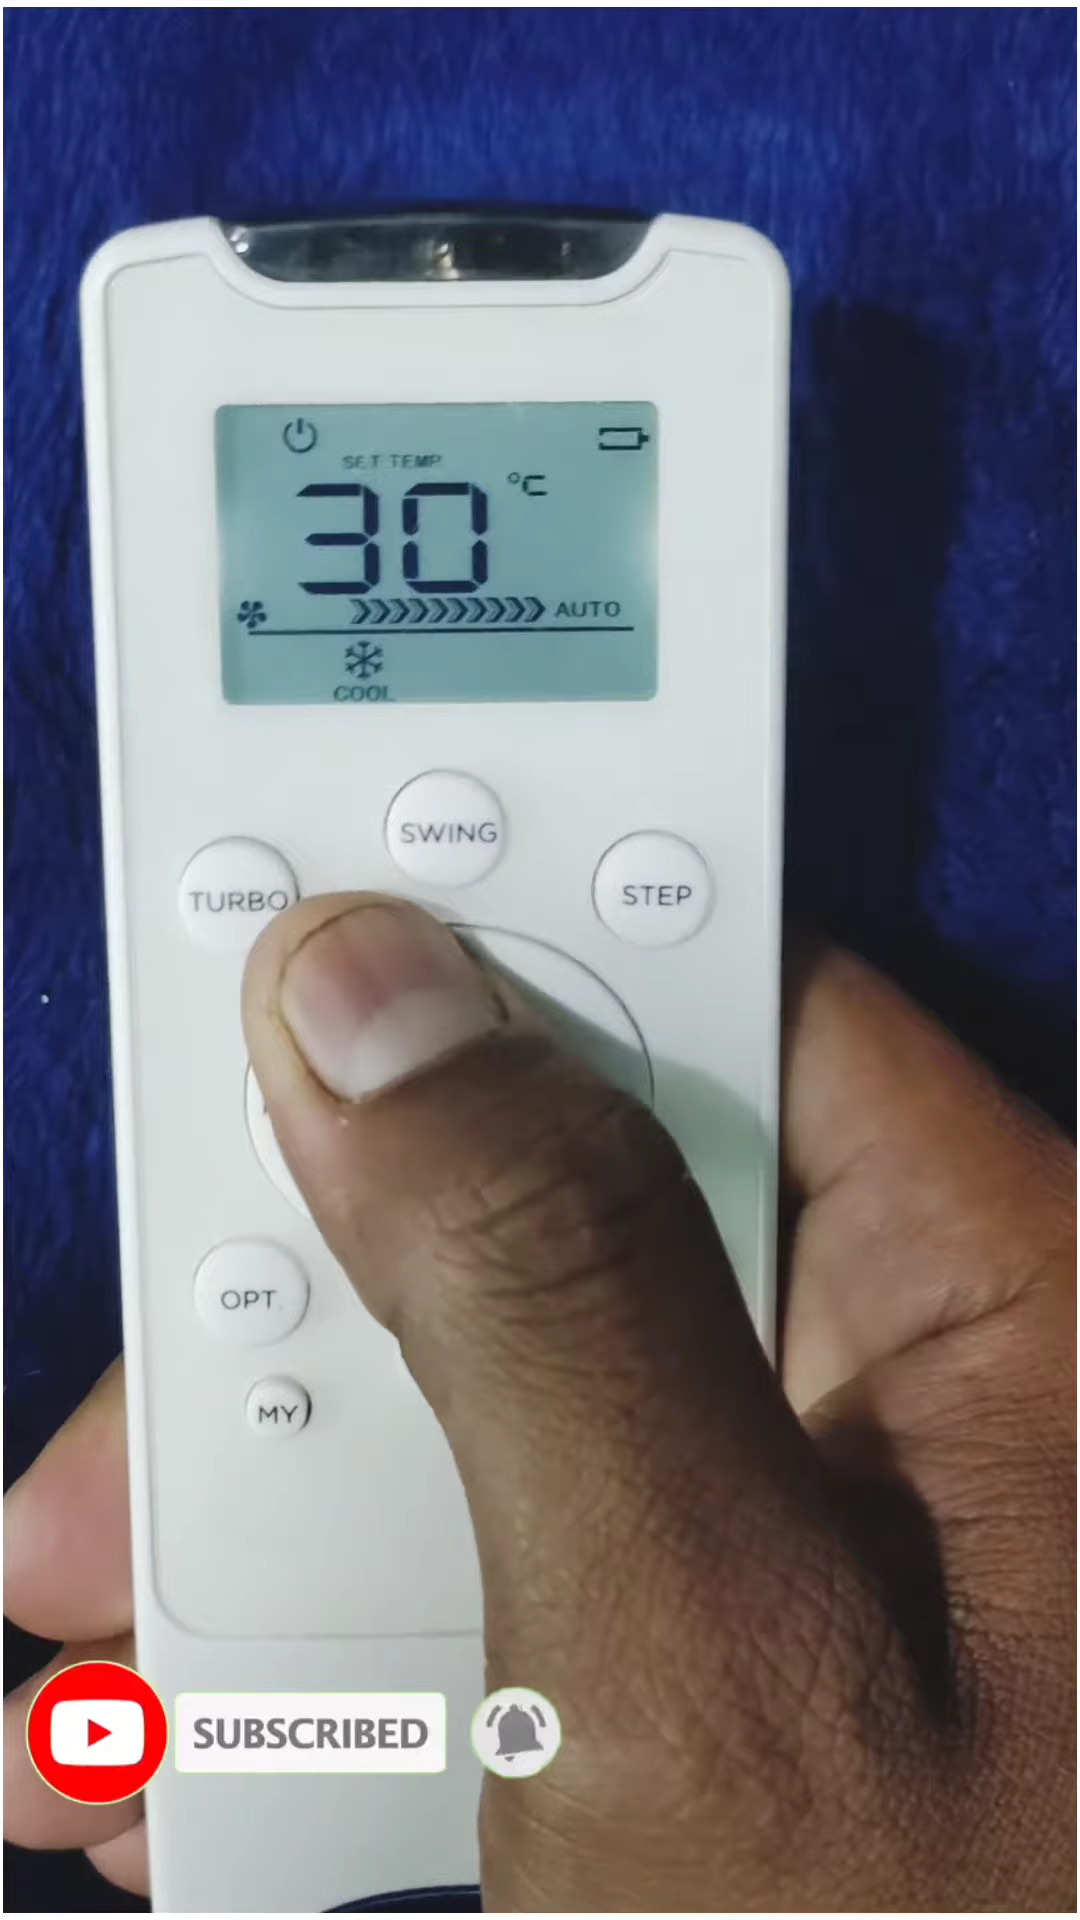 SET TEMP
30 °C
AUTO
COOL
SWING
TURBO
STEP
OPT.
MY
SUBSCRIBED